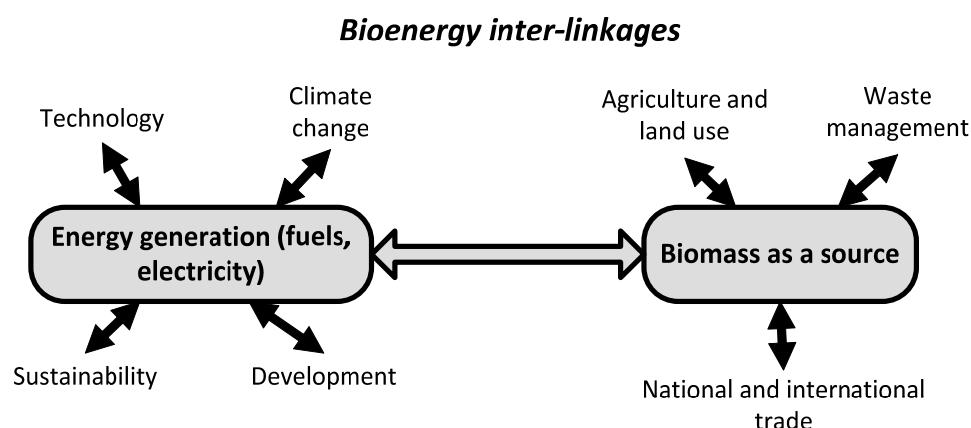 Bioenergy inter-linkages
Technology
Climate
change
Agriculture and
land use
Waste
management
Energy generation (fuels,
electricity)
Biomass as a source
Sustainability
Development
National and international
trade